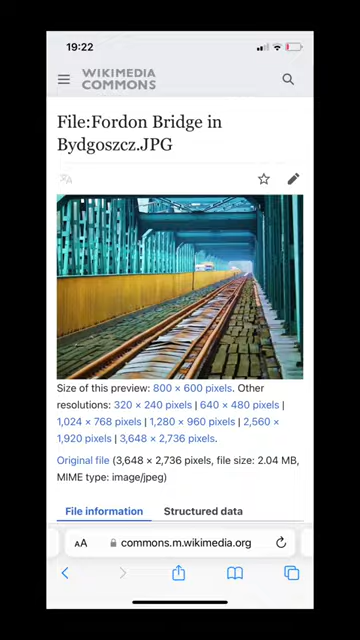 19:22
WIKIMEDIA
COMMONS
File:Fordon Bridge in
Bydgoszcz.JPG
Size of this preview: 800 × 600 pixels. Other
resolutions: 320 × 240 pixels | 640 × 480 pixels |
1,024 × 768 pixels | 1,280 × 960 pixels | 2,560 ×
1,920 pixels | 3,648 × 2,736 pixels.
Original file (3,648 × 2,736 pixels, file size: 2.04 MB,
MIME type: image/jpeg)
File information Structured data
AA commons.m.wikimedia.org